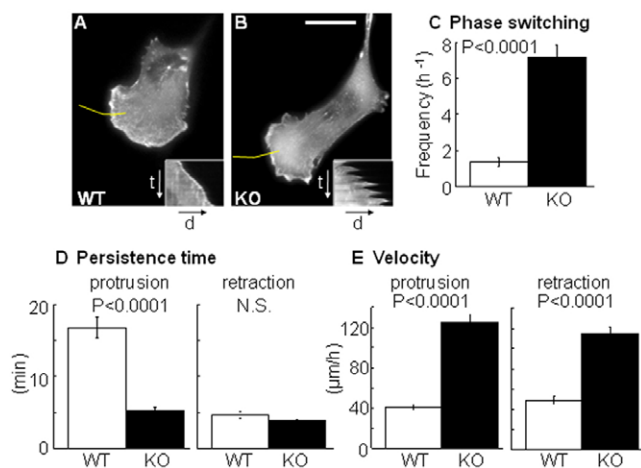 A
B
C Phase switching
WT
t
d
KO
t
d
P<0.0001
Frequency (h -1)
8
6
4
2
0
WT KO
D Persistence time
protrusion
P<0.0001
retraction
N.S.
(min)
20
10
0
WT KO
WT KO
E Velocity
protrusion
P<0.0001
retraction
P<0.0001
(µm/h)
120
80
40
0
WT KO
WT KO